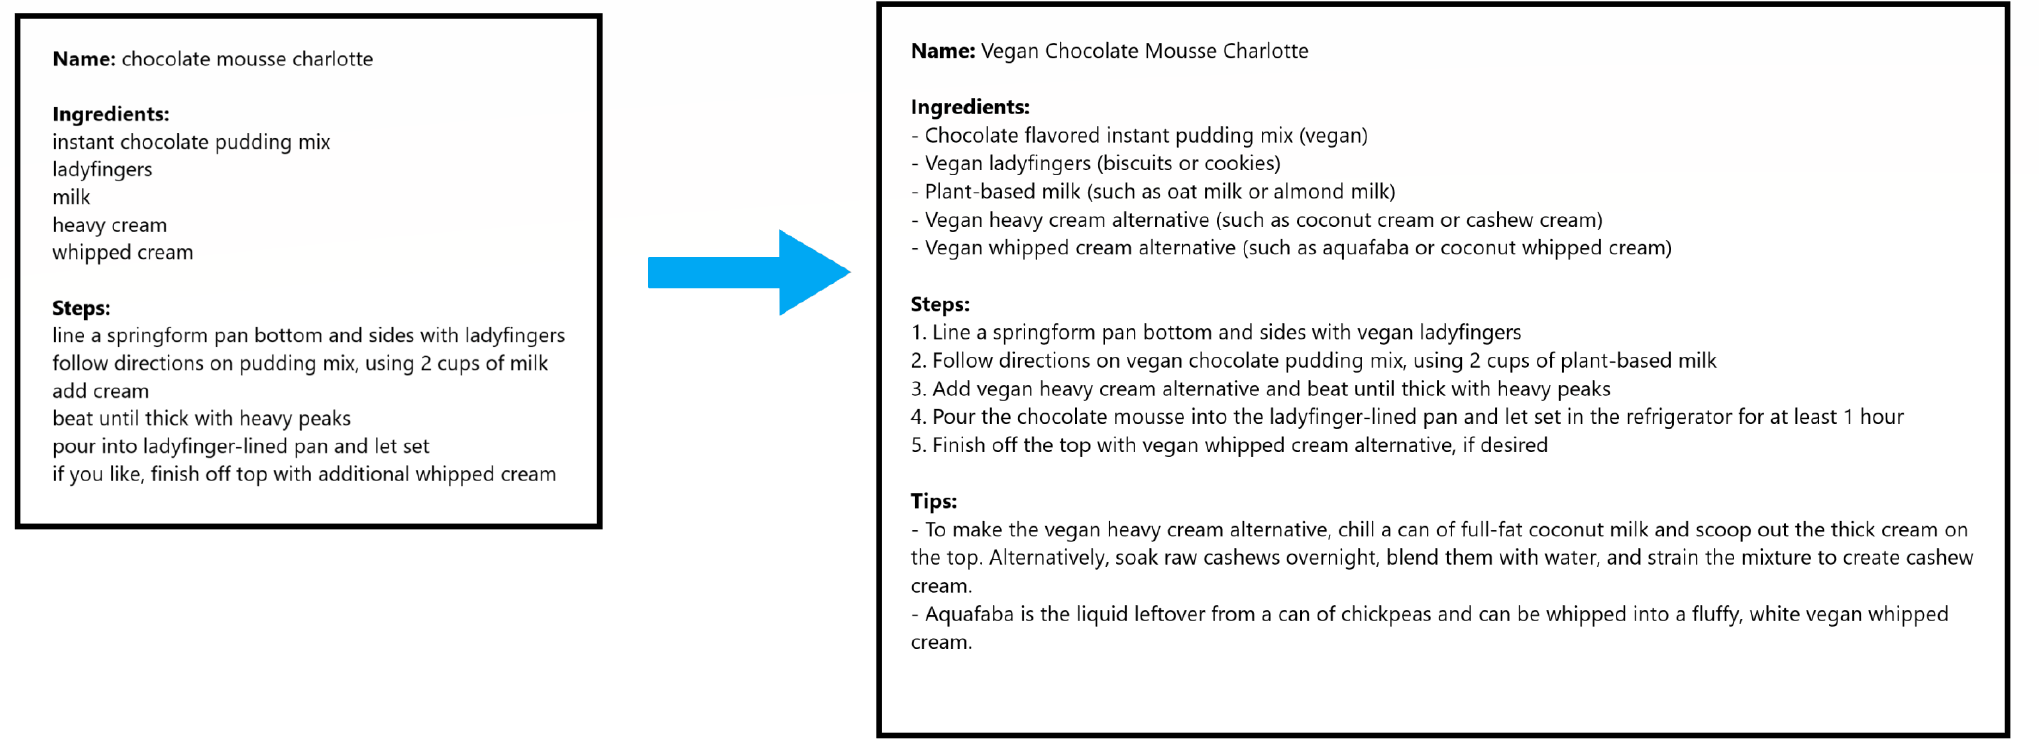 Name: chocolate mousse charlotte
Ingredients:
instant chocolate pudding mix
ladyfingers
milk
heavy cream
whipped cream
Steps:
line a springform pan bottom and sides with ladyfingers
follow directions on pudding mix, using 2 cups of milk
add cream
beat until thick with heavy peaks
pour into ladyfinger-lined pan and let set
if you like, finish off top with additional whipped cream
Name: Vegan Chocolate Mousse Charlotte
Ingredients:
- Chocolate flavored instant pudding mix (vegan)
- Vegan ladyfingers (biscuits or cookies)
- Plant-based milk (such as oat milk or almond milk)
- Vegan heavy cream alternative (such as coconut cream or cashew cream)
- Vegan whipped cream alternative (such as aquafaba or coconut whipped cream)
Steps:
1. Line a springform pan bottom and sides with vegan ladyfingers
2. Follow directions on vegan chocolate pudding mix, using 2 cups of plant-based milk
3. Add vegan heavy cream alternative and beat until thick with heavy peaks
4. Pour the chocolate mousse into the ladyfinger-lined pan and let set in the refrigerator for at least 1 hour
5. Finish off the top with vegan whipped cream alternative, if desired
Tips:
- To make the vegan heavy cream alternative, chill a can of full-fat coconut milk and scoop out the thick cream on
the top. Alternatively, soak raw cashews overnight, blend them with water, and strain the mixture to create cashew
cream.
- Aquafaba is the liquid leftover from a can of chickpeas and can be whipped into a fluffy, white vegan whipped
cream.